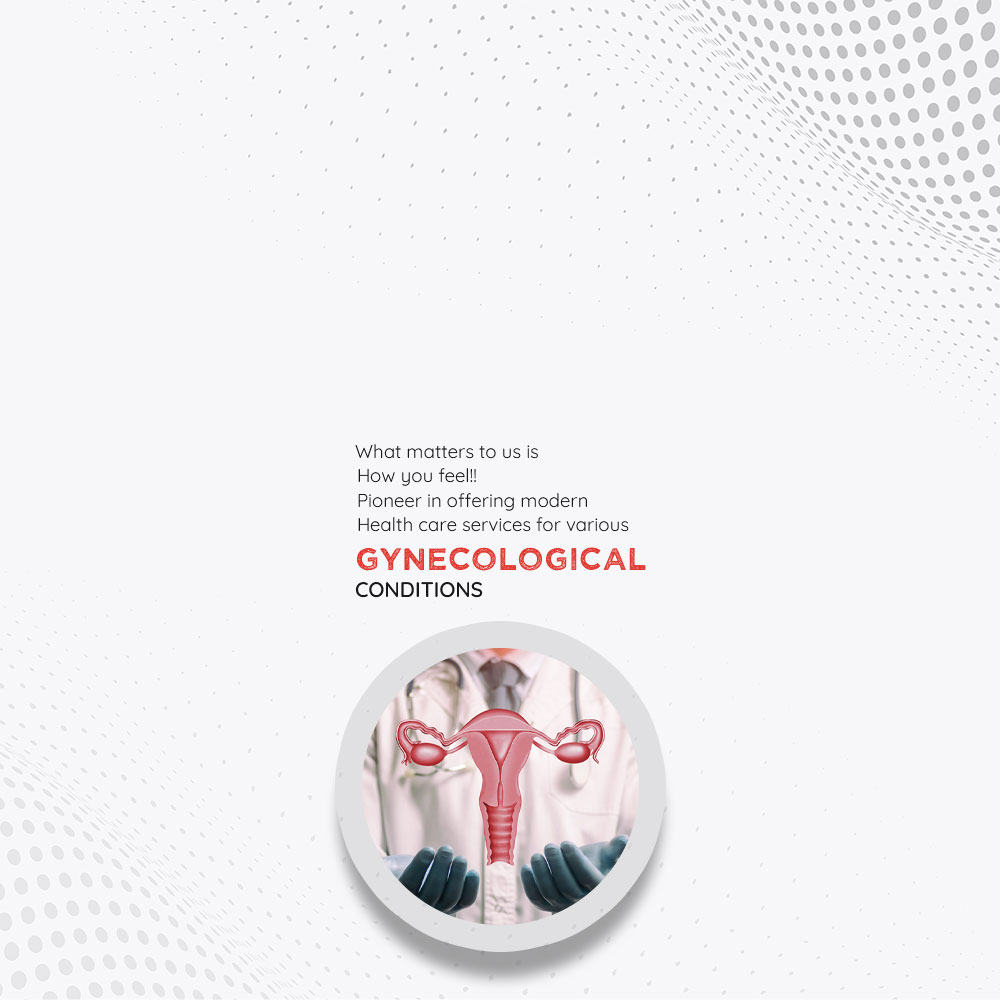 What matters to us is
How you feel!!
Pioneer in offering modern
Health care services for various
GYNECOLOGICAL
CONDITIONS